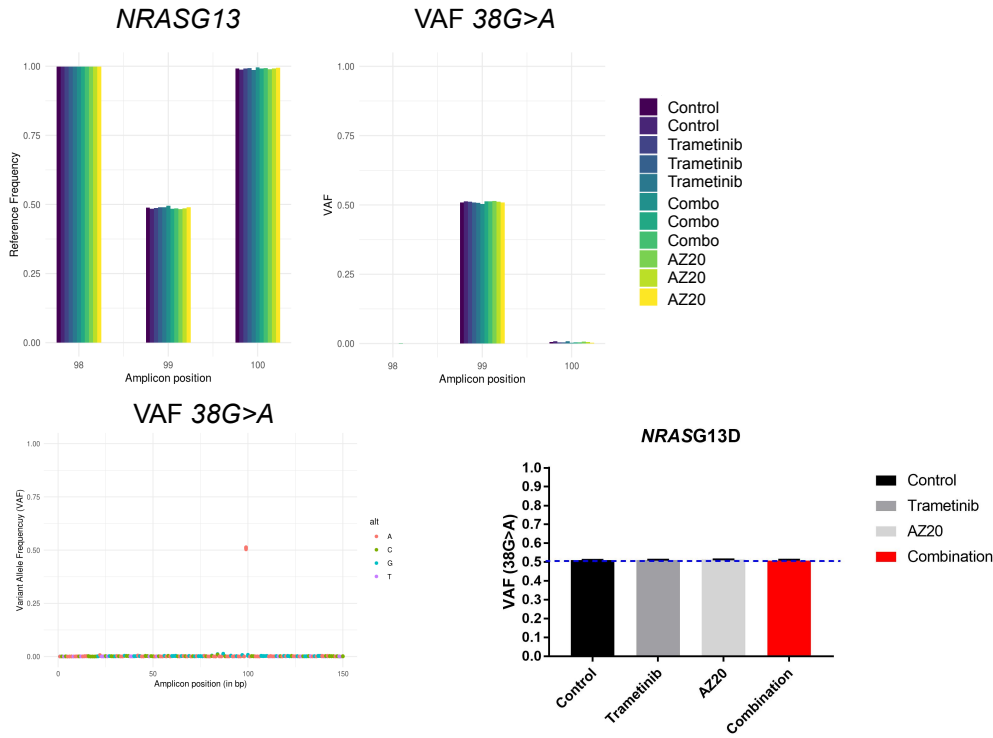 NRASG13
VAF 38G>A
1.00
0.75
0.50
0.25
0.00
Reference Frequency
98
99
100
Amplicon position
1.00
0.75
0.50
0.25
0.00
VAF
98
99
100
Amplicon position
Control
Control
Trametinib
Trametinib
Trametinib
Combo
Combo
Combo
AZ20
AZ20
AZ20
VAF 38G>A
1.00
0.75
0.50
0.25
0.00
Variant Allele Frequencuy (VAF)
0
50
100
150
Amplicon position (in bp)
alt
A
C
G
T
NRASG13D
1.0
0.9
0.8
0.7
0.6
0.5
0.4
0.3
0.2
0.1
0.0
VAF (38G>A)
Control
Trametinib
AZ20
Combination
Control
Trametinib
AZ20
Combination